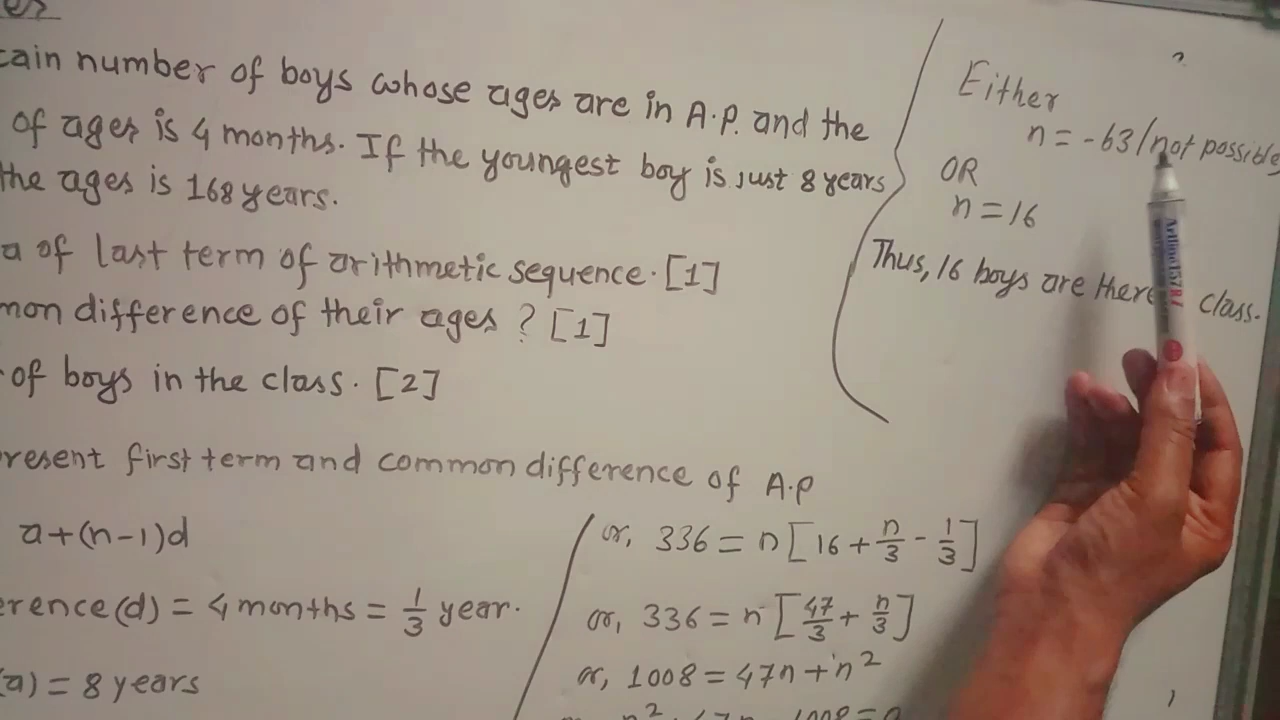 tain number of boys whose ages are in A.P. and the
of ages is 4 months. If the youngest boy is just 8 years
the ages is 168 years.
a of last term of arithmetic sequence. [1]
mon difference of their ages ? [1]
of boys in the class. [2]
resent first term and common difference of A.P
a+(n-1)d
erence(d) = 4 months = 1/3 year.
(a) = 8 years
or, 336 = n[16 + n/3 - 1/3]
or, 336 = n[47/3 + n/3]
or, 1008 = 47n + n²
Either
n = -63/not possible
OR
n = 16
Thus, 16 boys are there class.
Artline 157R